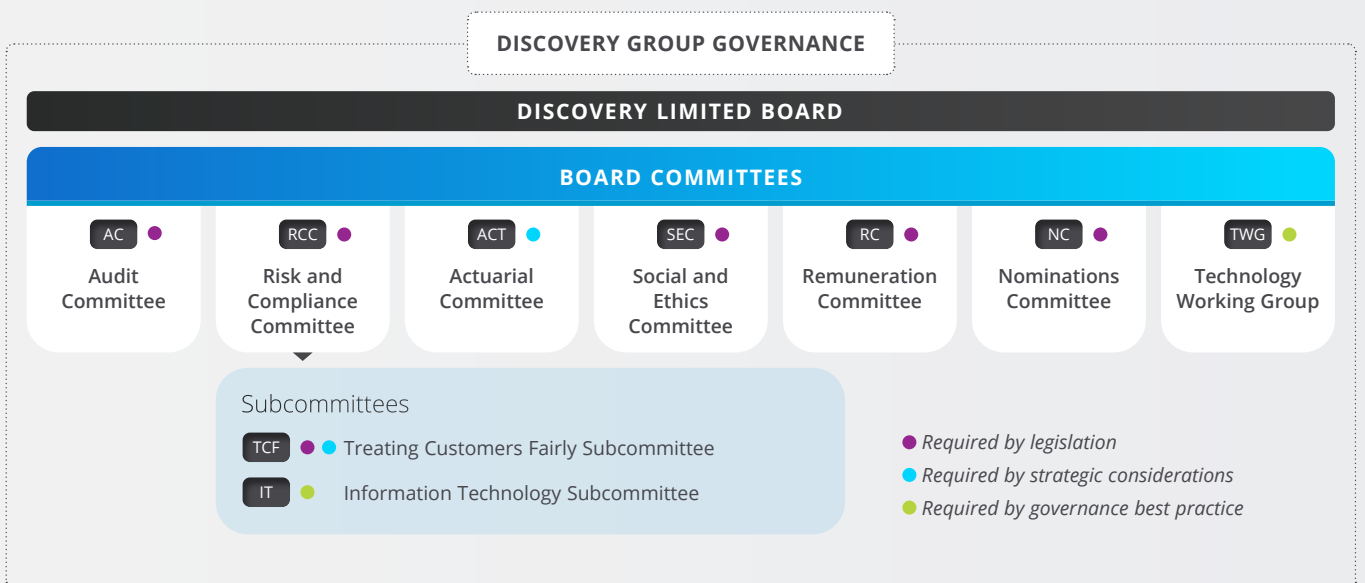 DISCOVERY GROUP GOVERNANCE
DISCOVERY LIMITED BOARD
BOARD COMMITTEES
AC
Audit
Committee
RCC
Risk and
Compliance
Committee
ACT
Actuarial
Committee
SEC
Social and
Ethics
Committee
RC
Remuneration
Committee
NC
Nominations
Committee
TWG
Technology
Working Group
Subcommittees
TCF Treating Customers Fairly Subcommittee
IT Information Technology Subcommittee
Required by legislation
Required by strategic considerations
Required by governance best practice